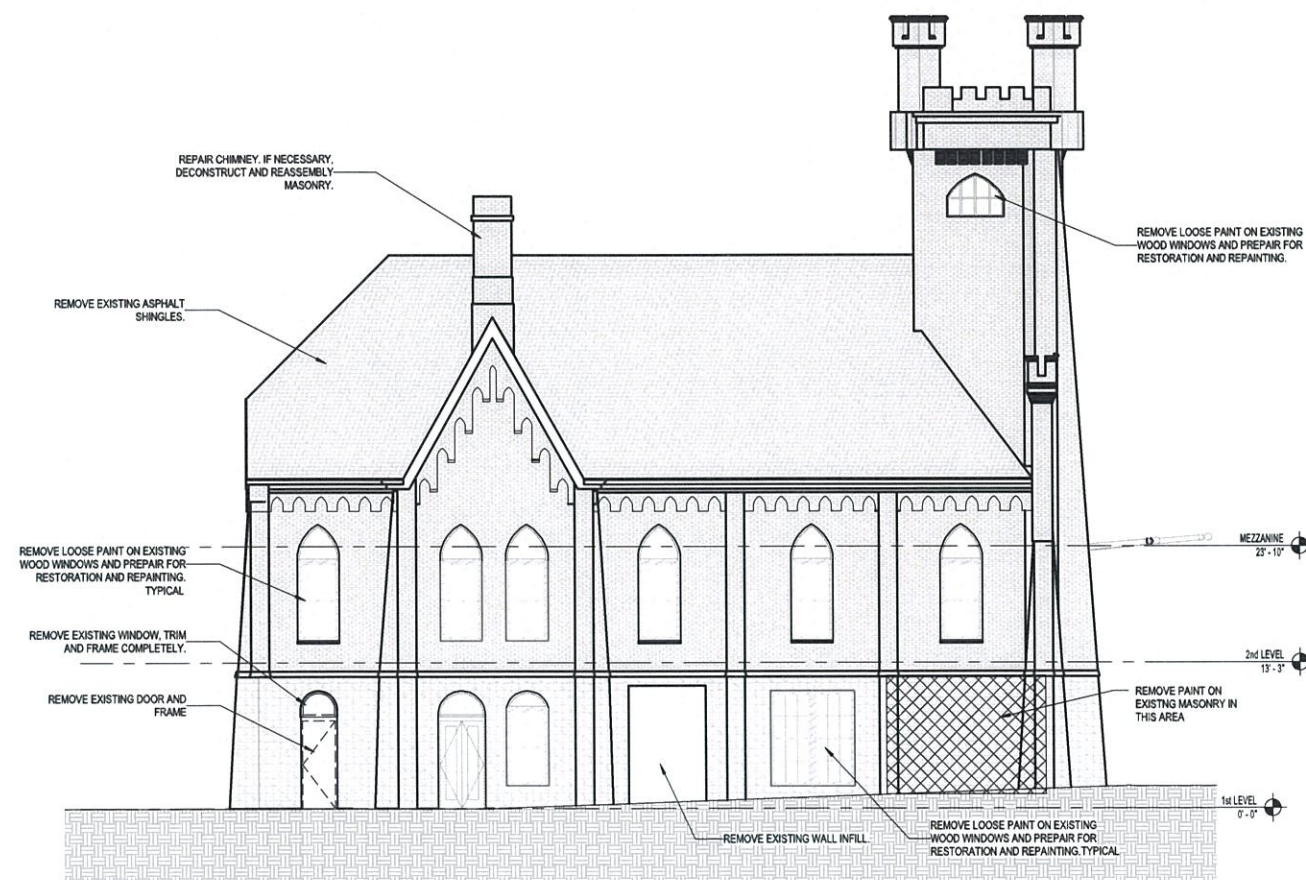 REPAIR CHIMNEY. IF NECESSARY,
DECONSTRUCT AND REASSEMBLY
MASONRY.
REMOVE LOOSE PAINT ON EXISTING
WOOD WINDOWS AND PREPAIR FOR
RESTORATION AND REPAINTING.
REMOVE EXISTING ASPHALT
SHINGLES.
REMOVE LOOSE PAINT ON EXISTING
WOOD WINDOWS AND PREPAIR FOR
RESTORATION AND REPAINTING.
TYPICAL
MEZZANINE
23' - 10"
REMOVE EXISTING WINDOW, TRIM
AND FRAME COMPLETELY.
2nd LEVEL
13' - 3"
REMOVE EXISTING DOOR AND
FRAME
REMOVE PAINT ON
EXISTNG MASONRY IN
THIS AREA
1st LEVEL
0' - 0"
REMOVE EXISTING WALL INFILL.
REMOVE LOOSE PAINT ON EXISTING
WOOD WINDOWS AND PREPAIR FOR
RESTORATION AND REPAINTING.TYPICAL